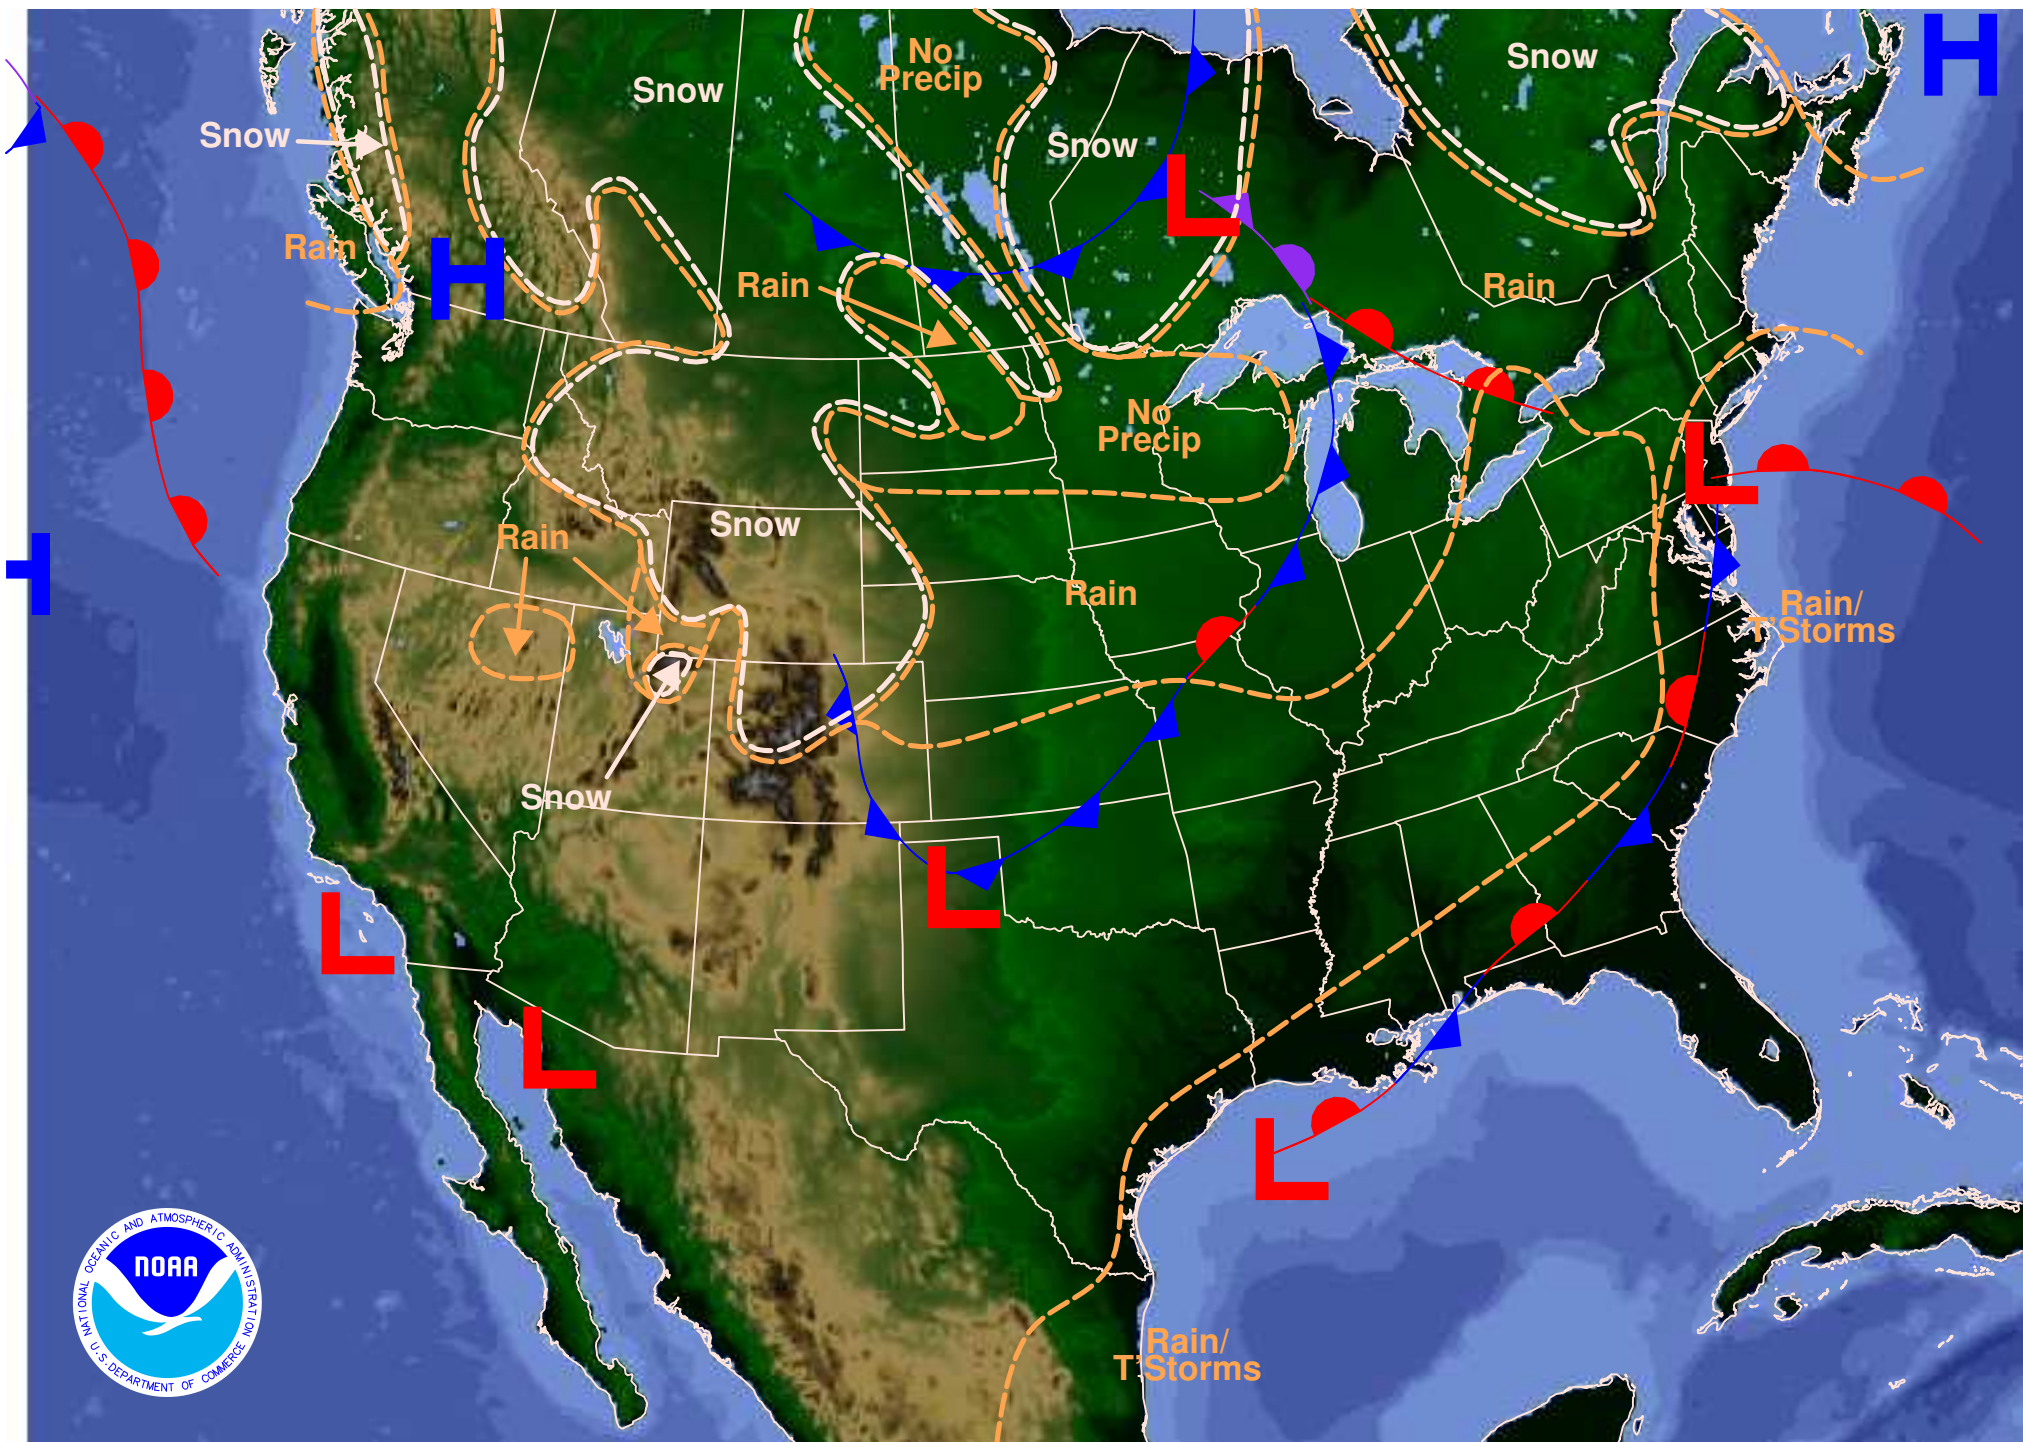 No
Precip
Snow
H
Snow
Snow
Snow
L
Rain
H
Rain
Rain
No
Precip
L
Rain
Snow
H
Rain
Rain/
T'Storms
Snow
L
L
L
L
NATIONAL OCEANIC AND ATMOSPHERIC ADMINISTRATION
NOAA
U.S. DEPARTMENT OF COMMERCE
Rain/
T'Storms